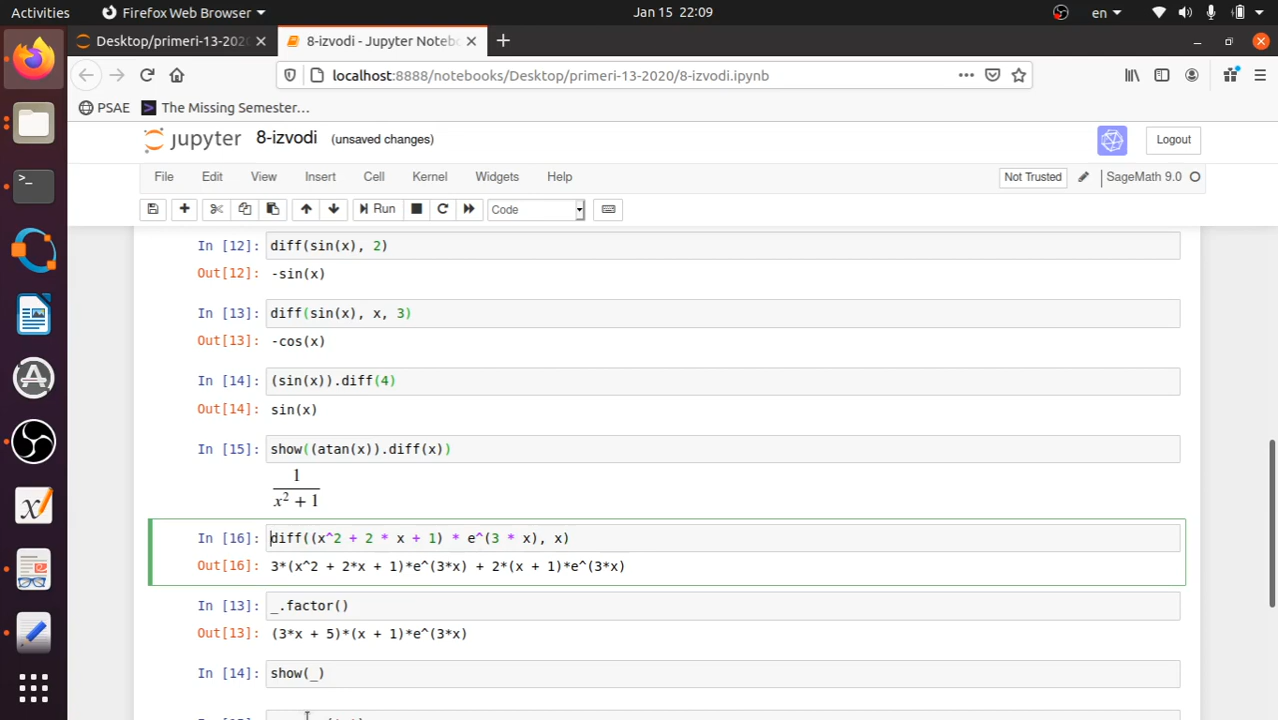 Activities
Firefox Web Browser
Jan 15 22:09
en
Desktop/primeri-13-202
8-izvodi - Jupyter Noteb
localhost:8888/notebooks/Desktop/primeri-13-2020/8-izvodi.ipynb
PSAE
The Missing Semester…
jupyter 8-izvodi (unsaved changes)
Logout
File Edit View Insert Cell Kernel Widgets Help
Not Trusted
SageMath 9.0
Run
Code
In [12]: diff(sin(x), 2)
Out[12]: -sin(x)
In [13]: diff(sin(x), x, 3)
Out[13]: -cos(x)
In [14]: (sin(x)).diff(4)
Out[14]: sin(x)
In [15]: show((atan(x)).diff(x))
1
x² + 1
In [16]: diff((x^2 + 2 * x + 1) * e^(3 * x), x)
Out[16]: 3*(x^2 + 2*x + 1)*e^(3*x) + 2*(x + 1)*e^(3*x)
In [13]: _.factor()
Out[13]: (3*x + 5)*(x + 1)*e^(3*x)
In [14]: show(_)